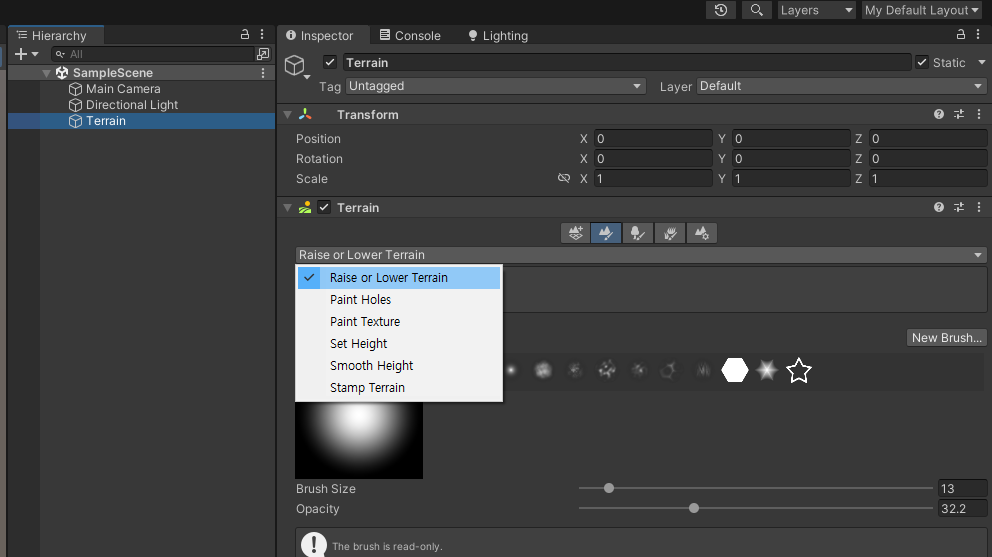 Layers
My Default Layout
Hierarchy
Inspector
Console
Lighting
All
SampleScene
Main Camera
Directional Light
Terrain
Terrain
Static
Tag Untagged
Layer Default
Transform
Position X 0 Y 0 Z 0
Rotation X 0 Y 0 Z 0
Scale X 1 Y 1 Z 1
Terrain
Raise or Lower Terrain
Raise or Lower Terrain
Paint Holes
Paint Texture
Set Height
Smooth Height
Stamp Terrain
New Brush...
Brush Size 13
Opacity 32.2
The brush is read-only.